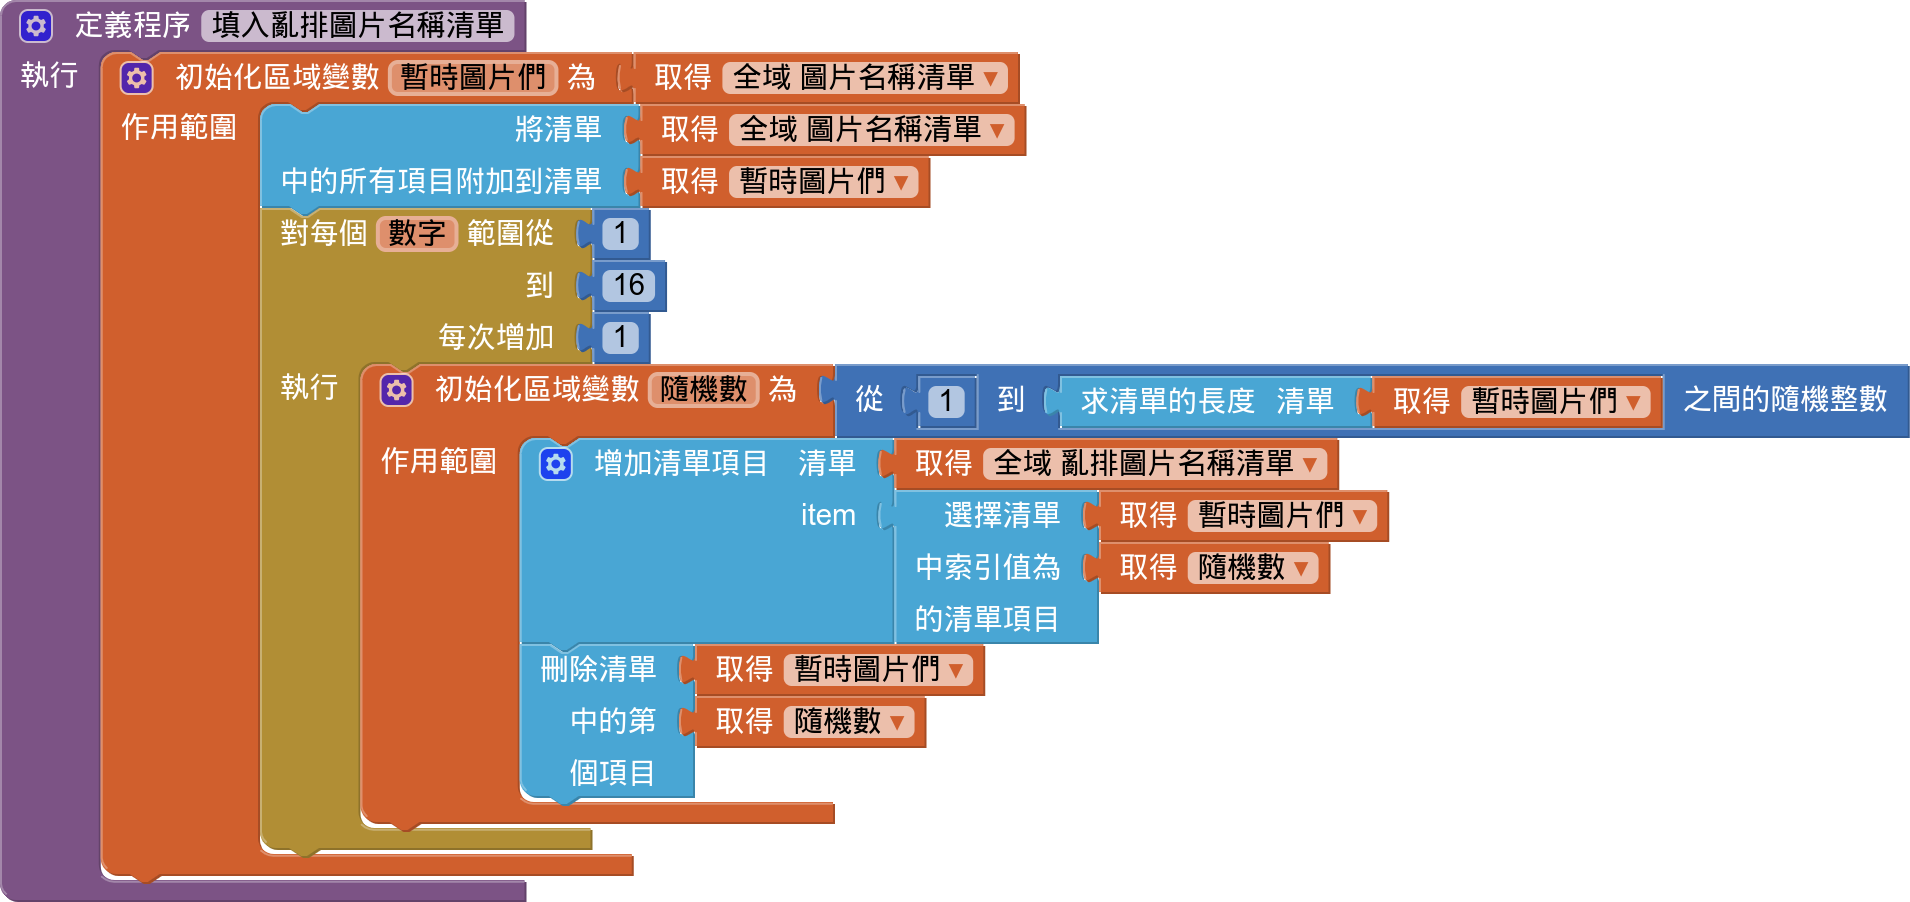 定義程序 填入亂排圖片名稱清單
執行 初始化區域變數 暫時圖片們 為 取得 全域 圖片名稱清單
作用範圍 將清單 取得 全域 圖片名稱清單
中的所有項目附加到清單 取得 暫時圖片們
對每個 數字 範圍從 1
到 16
每次增加 1
執行 初始化區域變數 隨機數 為 從 1 到 求清單的長度 清單 取得 暫時圖片們 之間的隨機整數
作用範圍 增加清單項目 清單 取得 全域 亂排圖片名稱清單
item 選擇清單 取得 暫時圖片們
中索引值為 取得 隨機數
的清單項目
刪除清單 取得 暫時圖片們
中的第 取得 隨機數
個項目